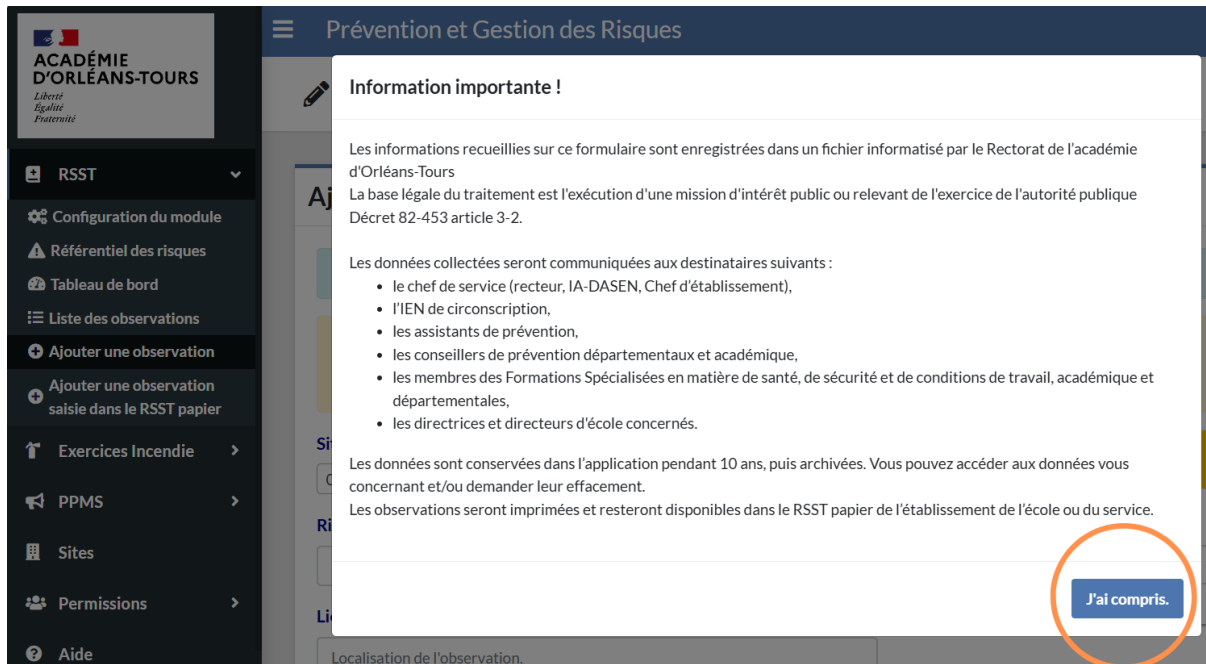 ACADÉMIE
D'ORLÉANS-TOURS
Liberté
Égalité
Fraternité
RSST
Configuration du module
Référentiel des risques
Tableau de bord
Liste des observations
Ajouter une observation
Ajouter une observation
saisie dans le RSST papier
Exercices Incendie
PPMS
Sites
Permissions
Aide
Prévention et Gestion des Risques
Information importante !
Les informations recueillies sur ce formulaire sont enregistrées dans un fichier informatisé par le Rectorat de l'académie
d'Orléans-Tours
La base légale du traitement est l'exécution d'une mission d'intérêt public ou relevant de l'exercice de l'autorité publique
Décret 82-453 article 3-2.
Les données collectées seront communiquées aux destinataires suivants :
• le chef de service (recteur, IA-DASEN, Chef d'établissement),
• l'IEN de circonscription,
• les assistants de prévention,
• les conseillers de prévention départementaux et académique,
• les membres des Formations Spécialisées en matière de santé, de sécurité et de conditions de travail, académique et
départementales,
• les directrices et directeurs d'école concernés.
Les données sont conservées dans l'application pendant 10 ans, puis archivées. Vous pouvez accéder aux données vous
concernant et/ou demander leur effacement.
Les observations seront imprimées et resteront disponibles dans le RSST papier de l'établissement de l'école ou du service.
J'ai compris.
Aj
Sit
Ri
Lie
Localisation de l'observation.